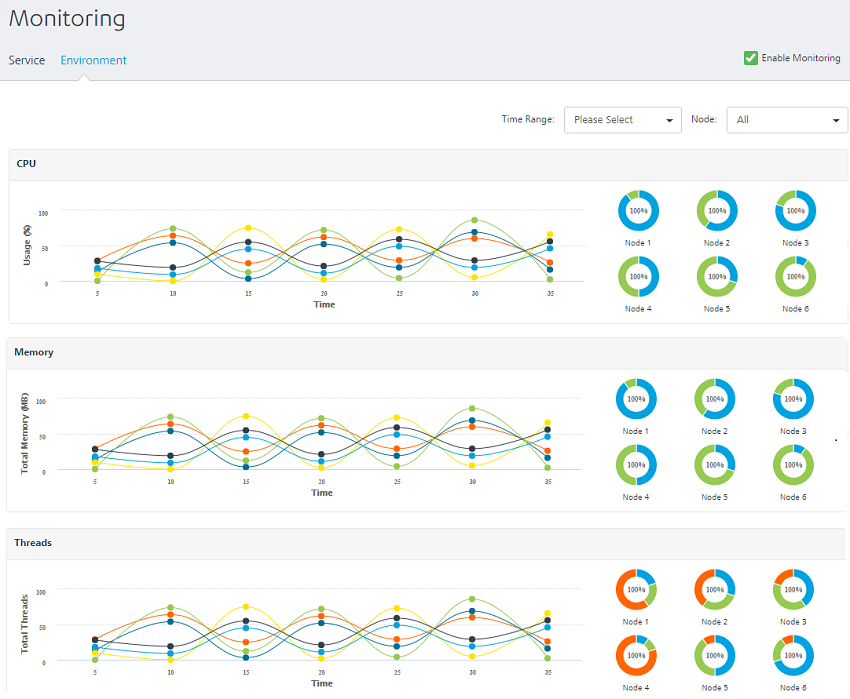 Monitoring
Service Environment
Enable Monitoring
Time Range: Please Select Node: All
CPU
Usage (%)
100
50
0
5 10 15 20 25 30 35
Time
100% 100% 100%
Node 1 Node 2 Node 3
100% 100% 100%
Node 4 Node 5 Node 6
Memory
Total Memory (MB)
100
50
0
5 10 15 20 25 30 35
Time
100% 100% 100%
Node 1 Node 2 Node 3
100% 100% 100%
Node 4 Node 5 Node 6
Threads
Total Threads
100
50
0
5 10 15 20 25 30 35
Time
100% 100% 100%
Node 1 Node 2 Node 3
100% 100% 100%
Node 4 Node 5 Node 6